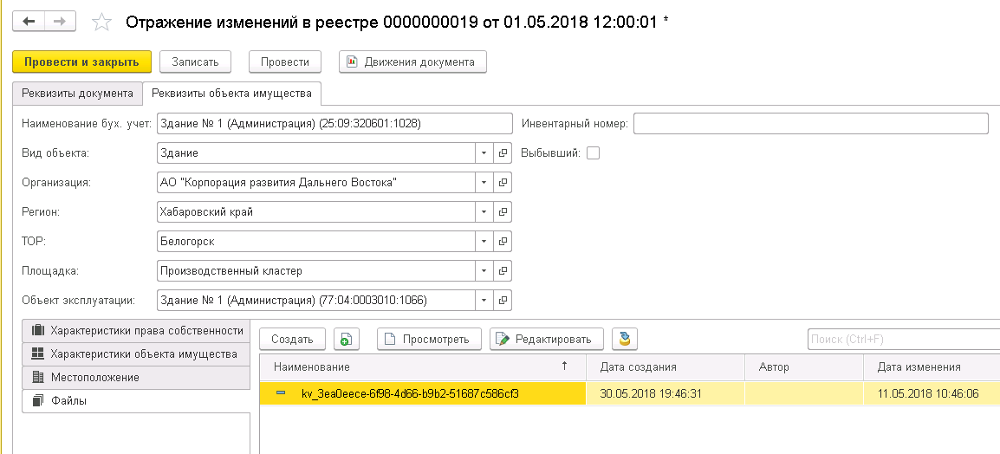 Отражение изменений в реестре 0000000019 от 01.05.2018 12:00:01 *
Провести и закрыть Записать Провести Движения документа
Реквизиты документа Реквизиты объекта имущества
Наименование бух. учет: Здание № 1 (Администрация) (25:09:320601:1028) Инвентарный номер:
Вид объекта: Здание Выбывший:
Организация: АО "Корпорация развития Дальнего Востока"
Регион: Хабаровский край
ТОР: Белогорск
Площадка: Производственный кластер
Объект эксплуатации: Здание № 1 (Администрация) (77:04:0003010:1066)
Характеристики права собственности
Характеристики объекта имущества
Местоположение
Файлы
Создать Просмотреть Редактировать Поиск (Ctrl+F)
Наименование ↑ Дата создания Автор Дата изменения
kv_3ea0eece-6f98-4d66-b9b2-51687c586cf3 30.05.2018 19:46:31 11.05.2018 10:46:06